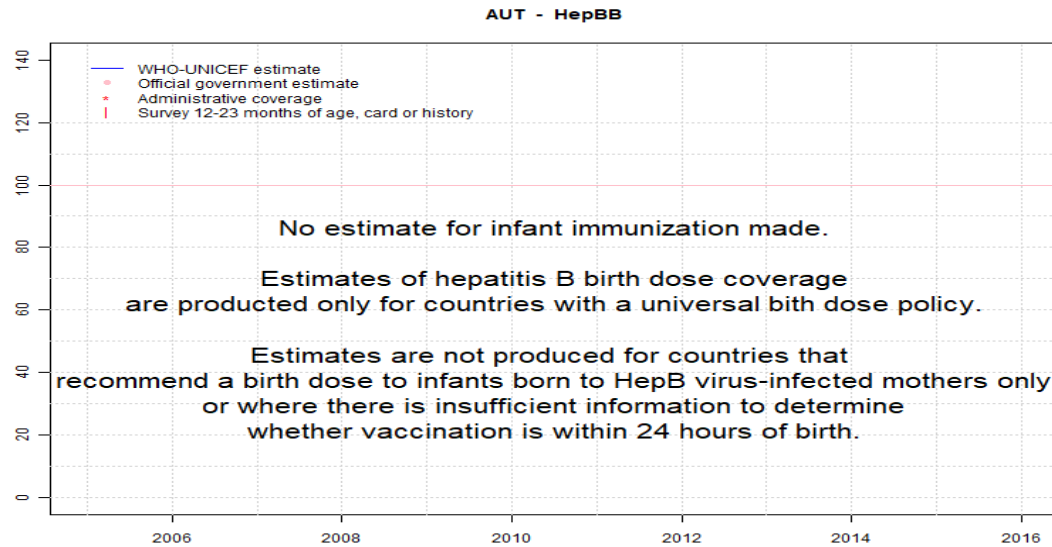 AUT - HepBB
140
120
100
80
60
40
20
0
WHO-UNICEF estimate
Official government estimate
Administrative coverage
Survey 12-23 months of age, card or history
No estimate for infant immunization made.
Estimates of hepatitis B birth dose coverage
are producted only for countries with a universal bith dose policy.
Estimates are not produced for countries that
recommend a birth dose to infants born to HepB virus-infected mothers only
or where there is insufficient information to determine
whether vaccination is within 24 hours of birth.
2006 2008 2010 2012 2014 2016